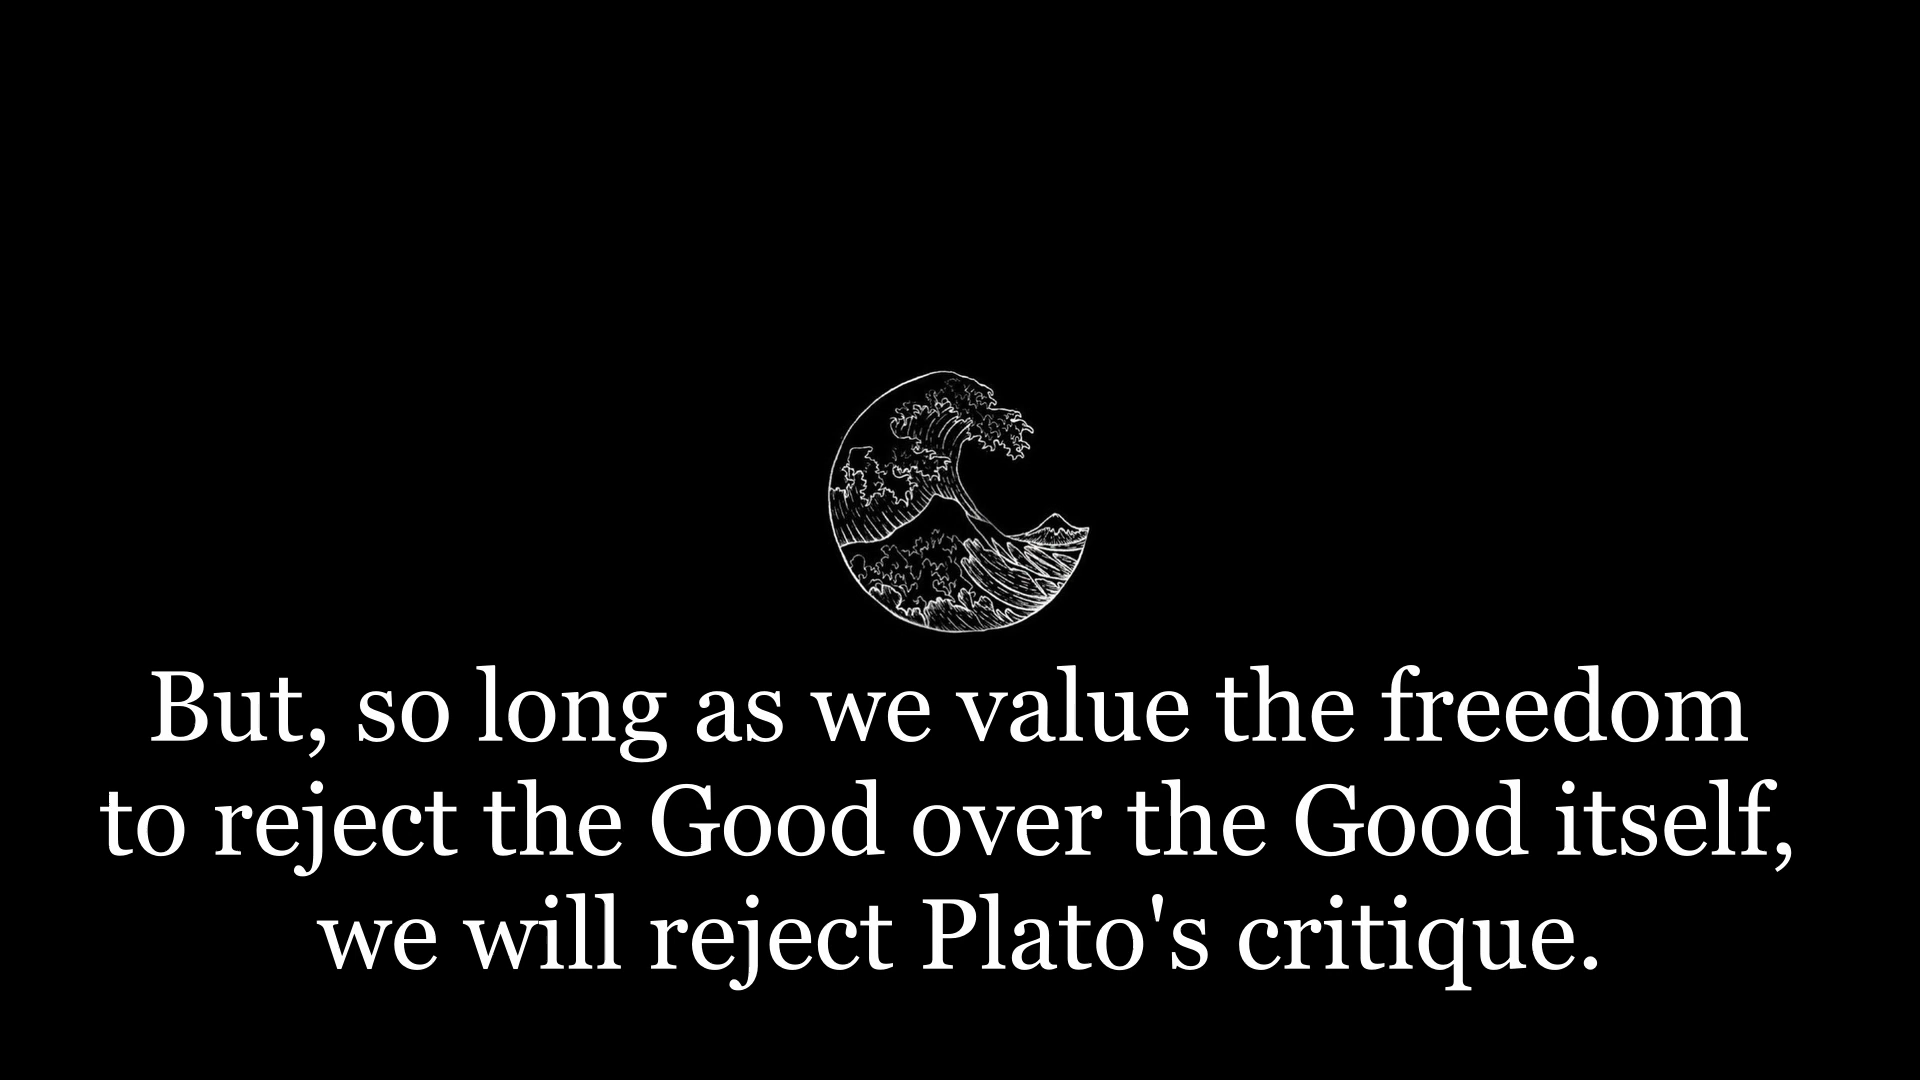 But, so long as we value the freedom
to reject the Good over the Good itself,
we will reject Plato's critique.